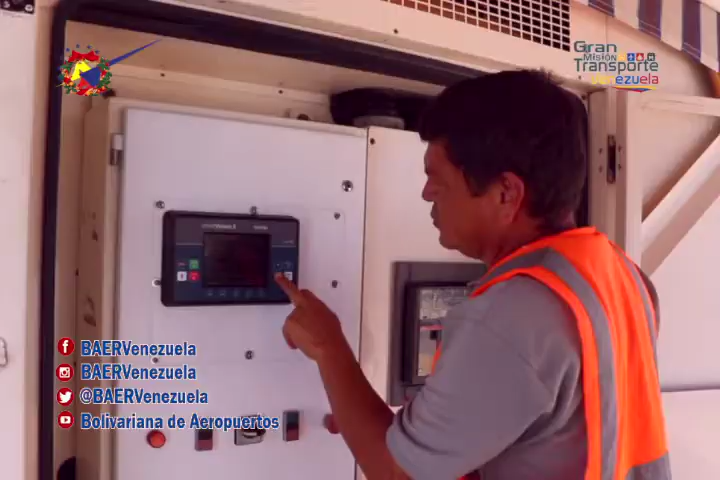 Gran
Misión
Transporte
Venezuela
BAERVenezuela
BAERVenezuela
@BAERVenezuela
Bolivariana de Aeropuertos